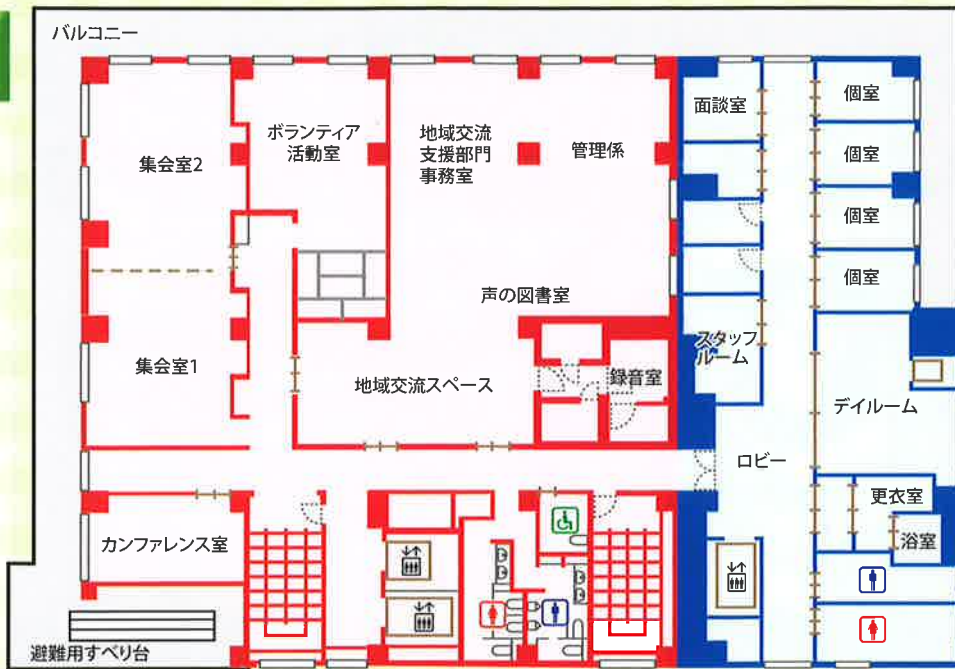 バルコニー
集会室2
ボランティア
活動室
地域交流
支援部門
事務室
管理係
面談室
個室
個室
個室
個室
声の図書室
スタッフ
ルーム
集会室1
地域交流スペース
録音室
デイルーム
ロビー
更衣室
浴室
カンファレンス室
避難用すべり台